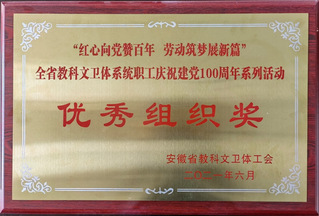 “红心向党赞百年 劳动筑梦展新篇”
全省教科文卫体系统职工庆祝建党100周年系列活动
优秀组织奖
安徽省教科文卫体工会
二〇二一年六月